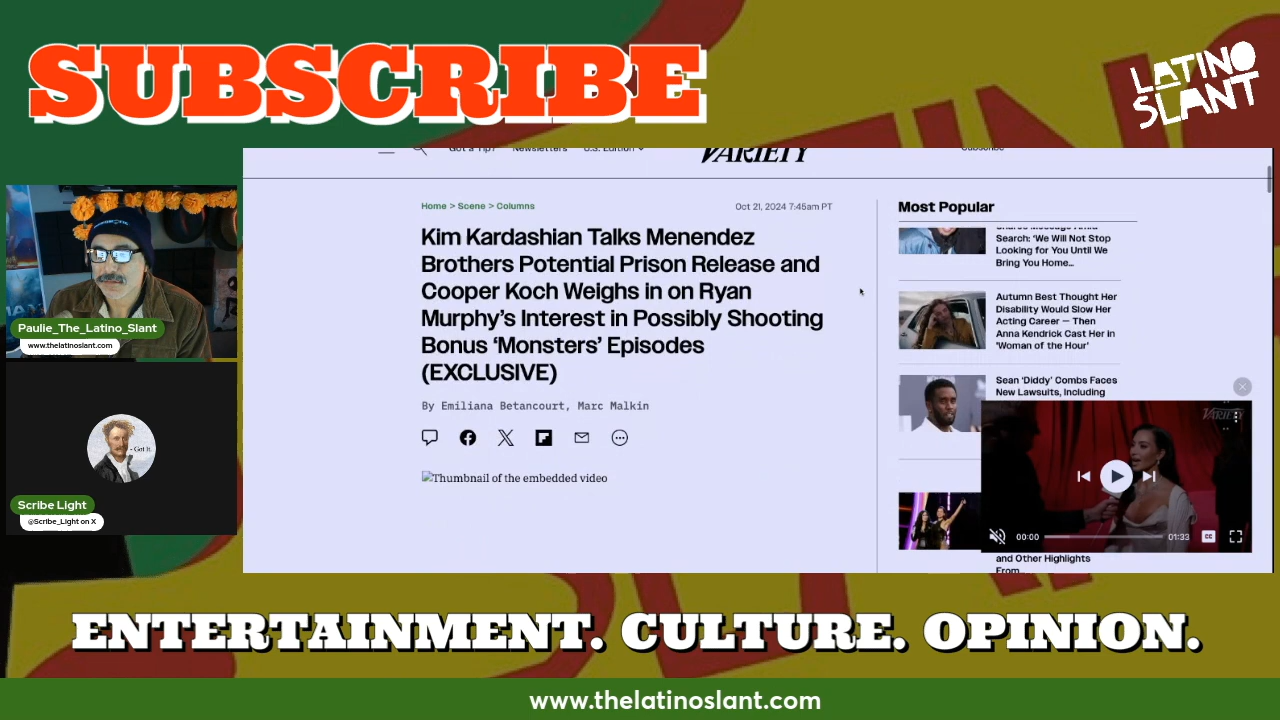 SUBSCRIBE
LATINO
SLANT
Got a Tip? Newsletters U.S. Edition
VARIETY
Subscribe
Home > Scene > Columns
Oct 21, 2024 7:45am PT
Kim Kardashian Talks Menendez
Brothers Potential Prison Release and
Cooper Koch Weighs in on Ryan
Murphy's Interest in Possibly Shooting
Bonus 'Monsters' Episodes
(EXCLUSIVE)
By Emiliana Betancourt, Marc Malkin
Thumbnail of the embedded video
Most Popular
Search: 'We Will Not Stop
Looking for You Until We
Bring You Home...
Autumn Best Thought Her
Disability Would Slow Her
Acting Career — Then
Anna Kendrick Cast Her in
'Woman of the Hour'
Sean 'Diddy' Combs Faces
New Lawsuits, Including
VARIETY
00:00
01:33
CC
and Other Highlights
From...
Paulie_The_Latino_Slant
www.thelatinoslant.com
- Got It.
Scribe Light
@Scribe_Light on X
ENTERTAINMENT. CULTURE. OPINION.
www.thelatinoslant.com